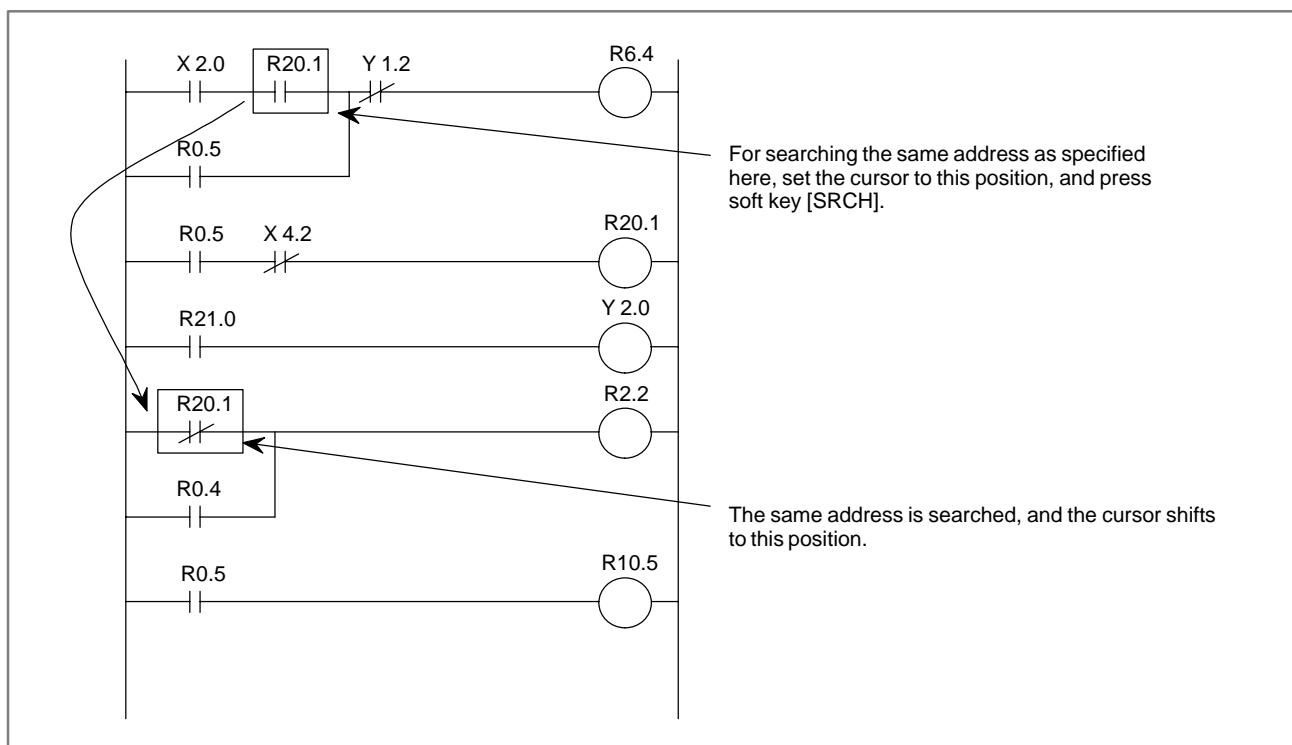 X 2.0 R20.1 Y 1.2 R6.4
For searching the same address as specified
here, set the cursor to this position, and press
soft key [SRCH].
R0.5
R0.5 X 4.2 R20.1
R21.0 Y 2.0
R20.1 R2.2
R0.4
The same address is searched, and the cursor shifts
to this position.
R0.5 R10.5